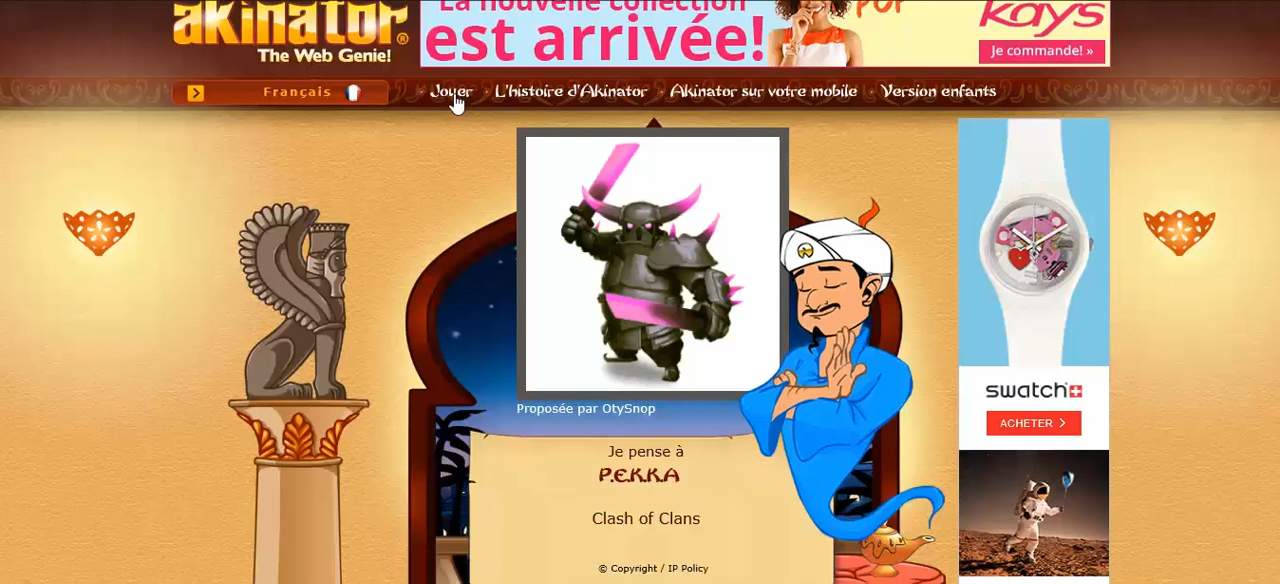 akinator®
The Web Genie!
La nouvelle collection
est arrivée!
POP
kays
Je commande! »
Français
Jouer · L'histoire d'Akinator · Akinator sur votre mobile · Version enfants
Proposée par OtySnop
Je pense à
P.E.K.K.A
Clash of Clans
© Copyright / IP Policy
swatch
ACHETER >